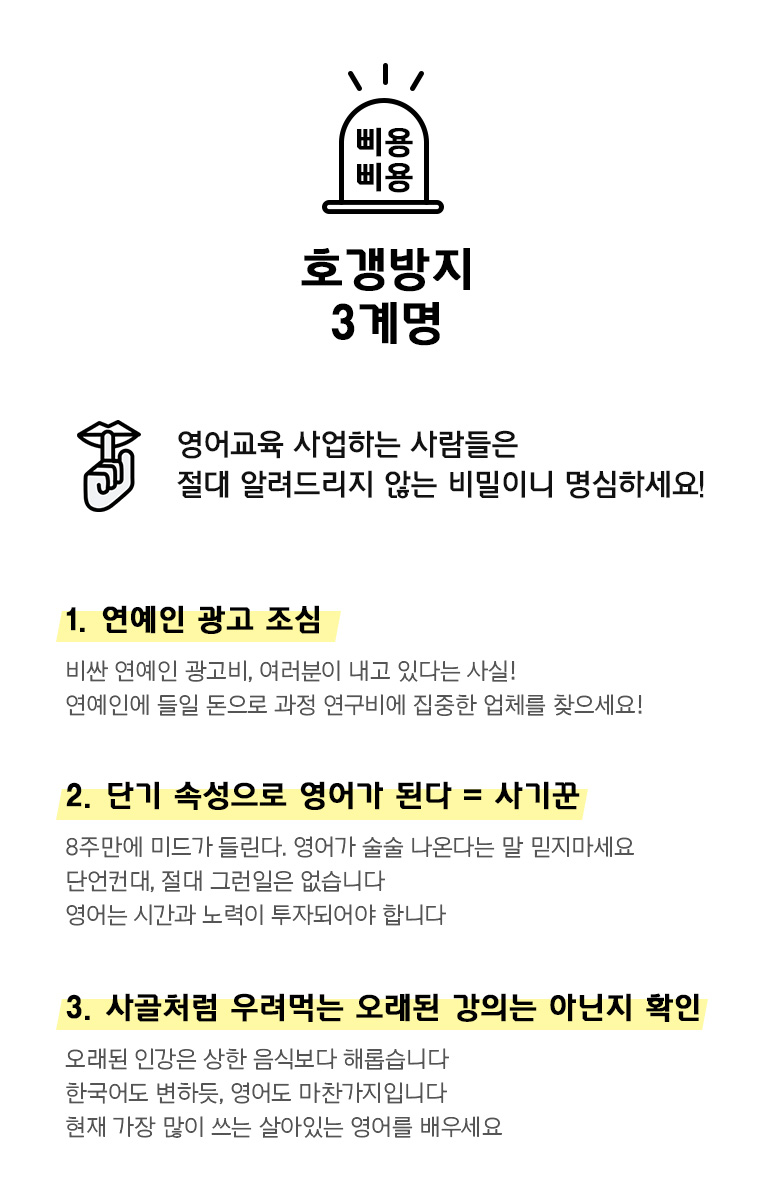 삐용
삐용
호갱방지
3계명
영어교육 사업하는 사람들은
절대 알려드리지 않는 비밀이니 명심하세요!
1. 연예인 광고 조심
비싼 연예인 광고비, 여러분이 내고 있다는 사실!
연예인에 들일 돈으로 과정 연구비에 집중한 업체를 찾으세요!
2. 단기 속성으로 영어가 된다 = 사기꾼
8주만에 미드가 들린다. 영어가 술술 나온다는 말 믿지마세요
단언컨대, 절대 그런일은 없습니다
영어는 시간과 노력이 투자되어야 합니다
3. 사골처럼 우려먹는 오래된 강의는 아닌지 확인
오래된 인강은 상한 음식보다 해롭습니다
한국어도 변하듯, 영어도 마찬가지입니다
현재 가장 많이 쓰는 살아있는 영어를 배우세요